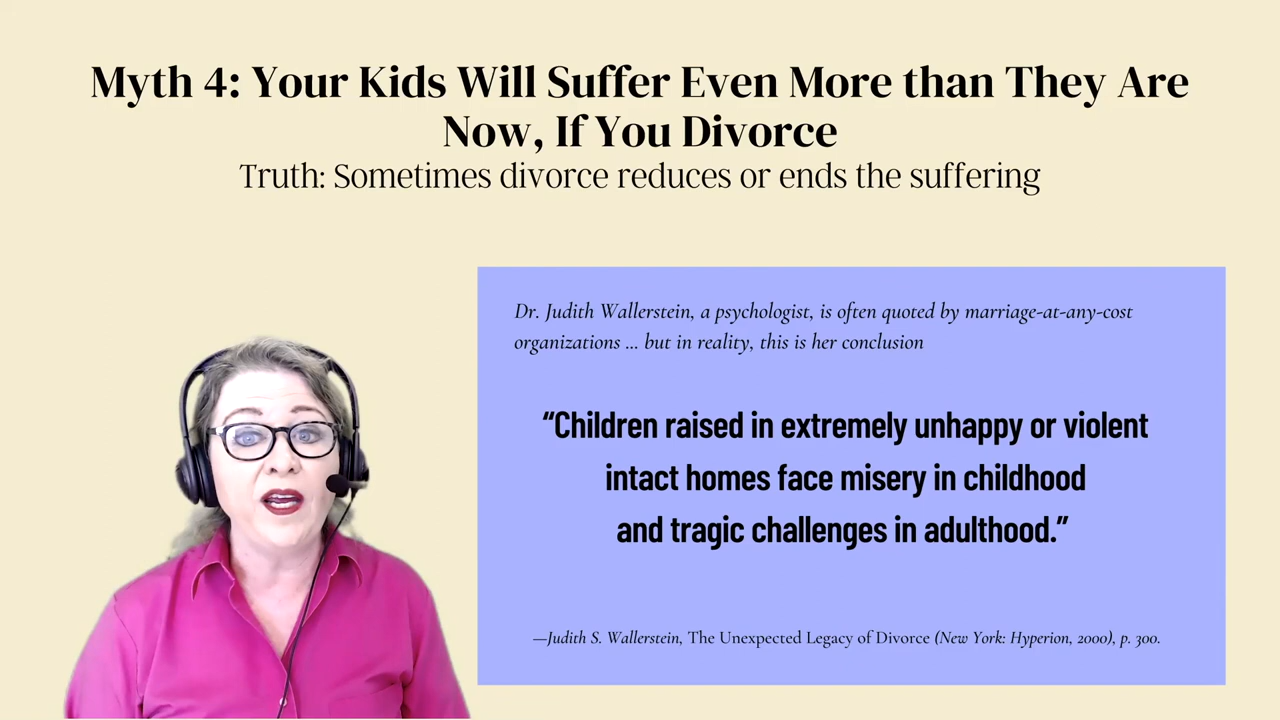 Myth 4: Your Kids Will Suffer Even More than They Are
Now, If You Divorce
Truth: Sometimes divorce reduces or ends the suffering
Dr. Judith Wallerstein, a psychologist, is often quoted by marriage-at-any-cost
organizations ... but in reality, this is her conclusion
“Children raised in extremely unhappy or violent
intact homes face misery in childhood
and tragic challenges in adulthood.”
—Judith S. Wallerstein, The Unexpected Legacy of Divorce (New York: Hyperion, 2000), p. 300.